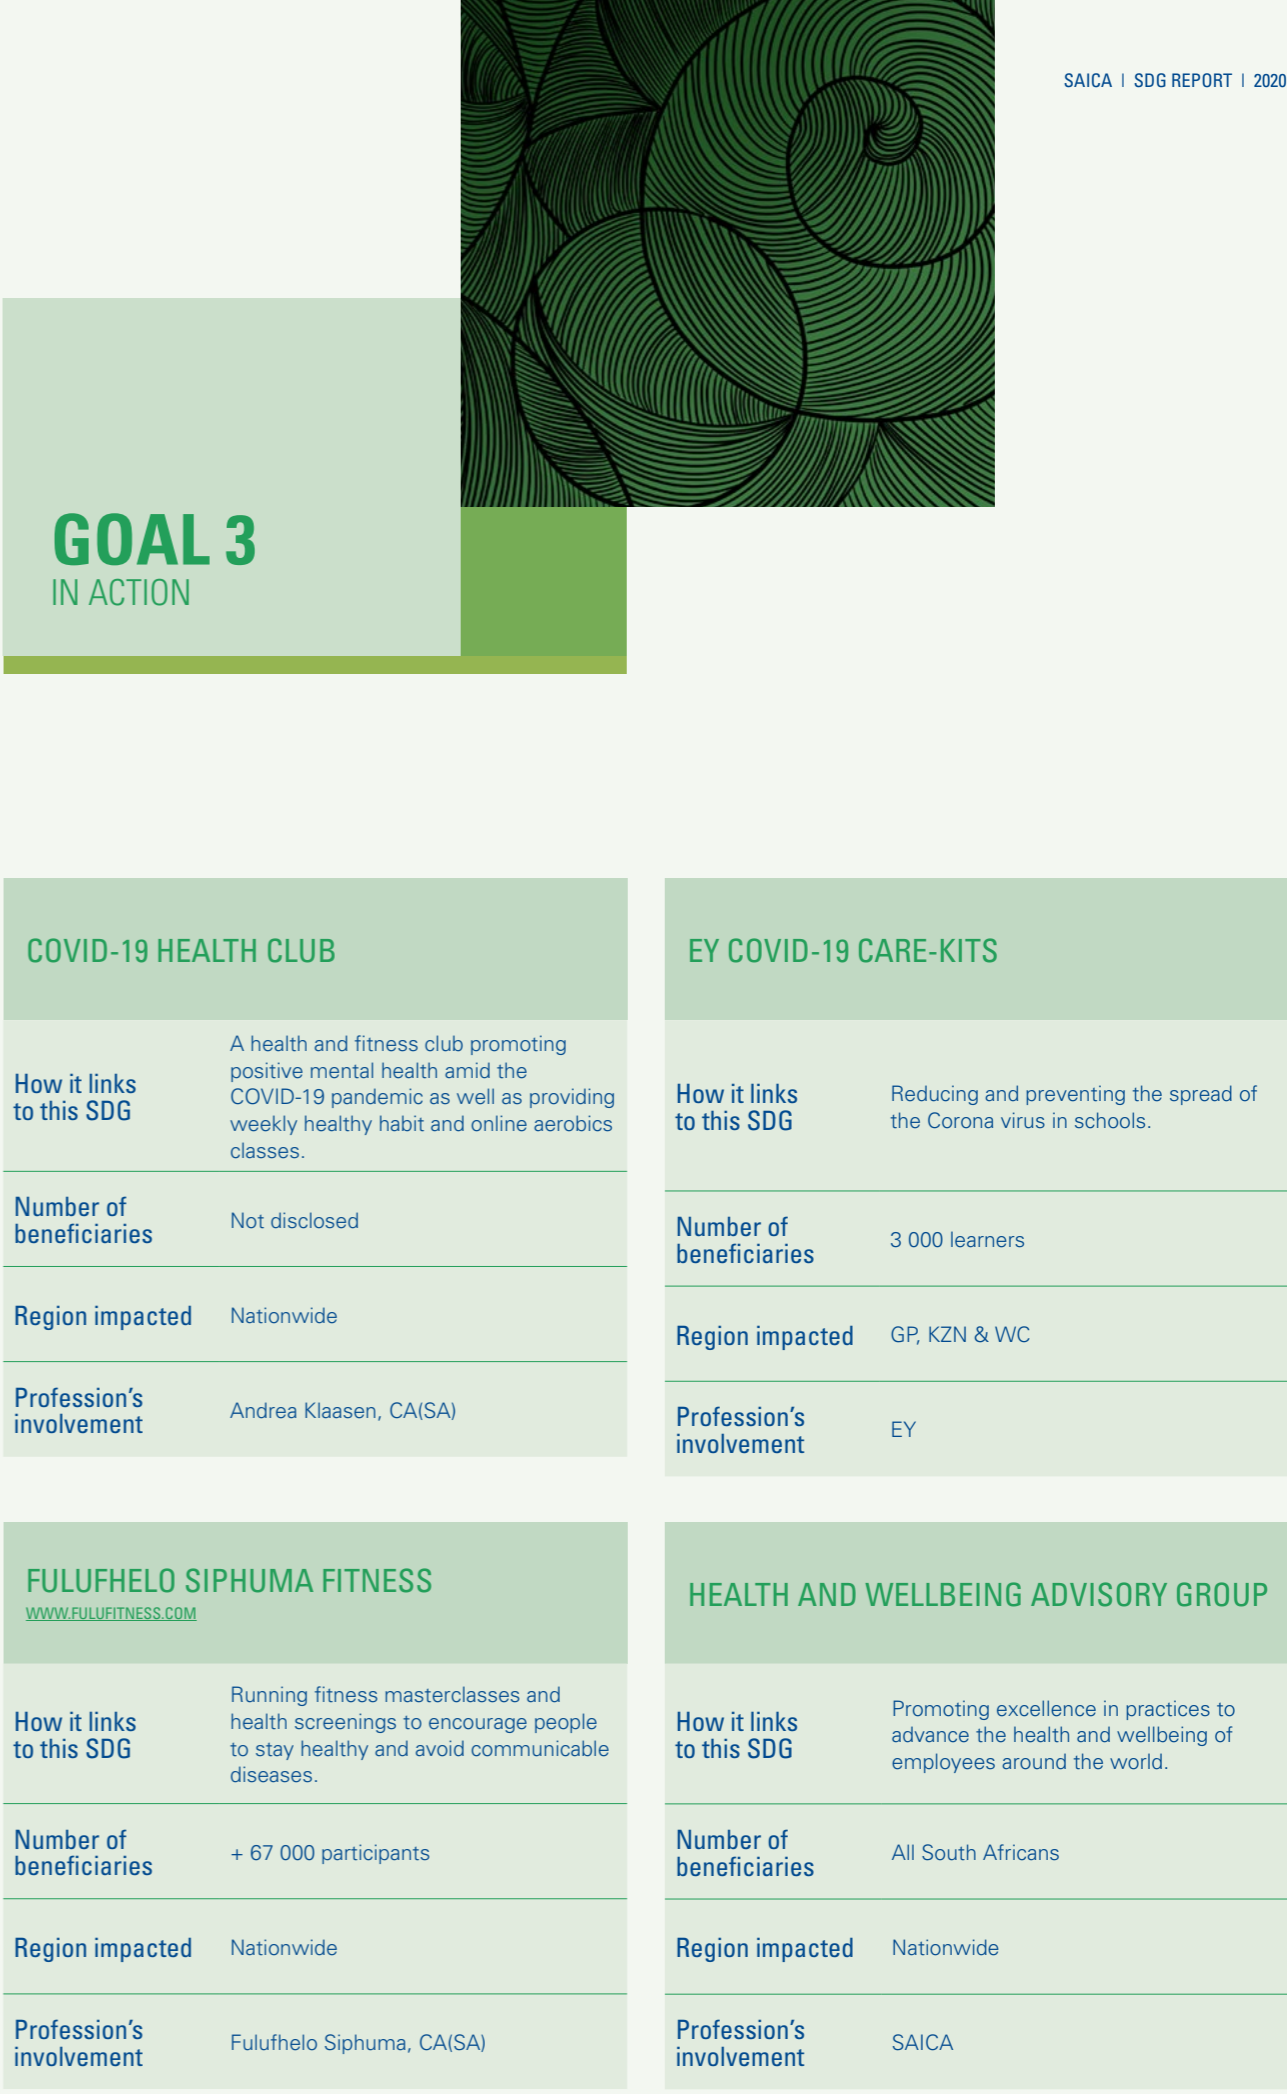 SAICA | SDG REPORT | 2020
GOAL 3
IN ACTION
COVID-19 HEALTH CLUB
How it links
to this SDG
A health and fitness club promoting
positive mental health amid the
COVID-19 pandemic as well as providing
weekly healthy habit and online aerobics
classes.
Number of
beneficiaries
Not disclosed
Region impacted
Nationwide
Profession's
involvement
Andrea Klaasen, CA(SA)
EY COVID-19 CARE-KITS
How it links
to this SDG
Reducing and preventing the spread of
the Corona virus in schools.
Number of
beneficiaries
3 000 learners
Region impacted
GP, KZN & WC
Profession's
involvement
EY
FULUFHELO SIPHUMA FITNESS
WWW.FULUFITNESS.COM
How it links
to this SDG
Running fitness masterclasses and
health screenings to encourage people
to stay healthy and avoid communicable
diseases.
Number of
beneficiaries
+ 67 000 participants
Region impacted
Nationwide
Profession's
involvement
Fulufhelo Siphuma, CA(SA)
HEALTH AND WELLBEING ADVISORY GROUP
How it links
to this SDG
Promoting excellence in practices to
advance the health and wellbeing of
employees around the world.
Number of
beneficiaries
All South Africans
Region impacted
Nationwide
Profession's
involvement
SAICA